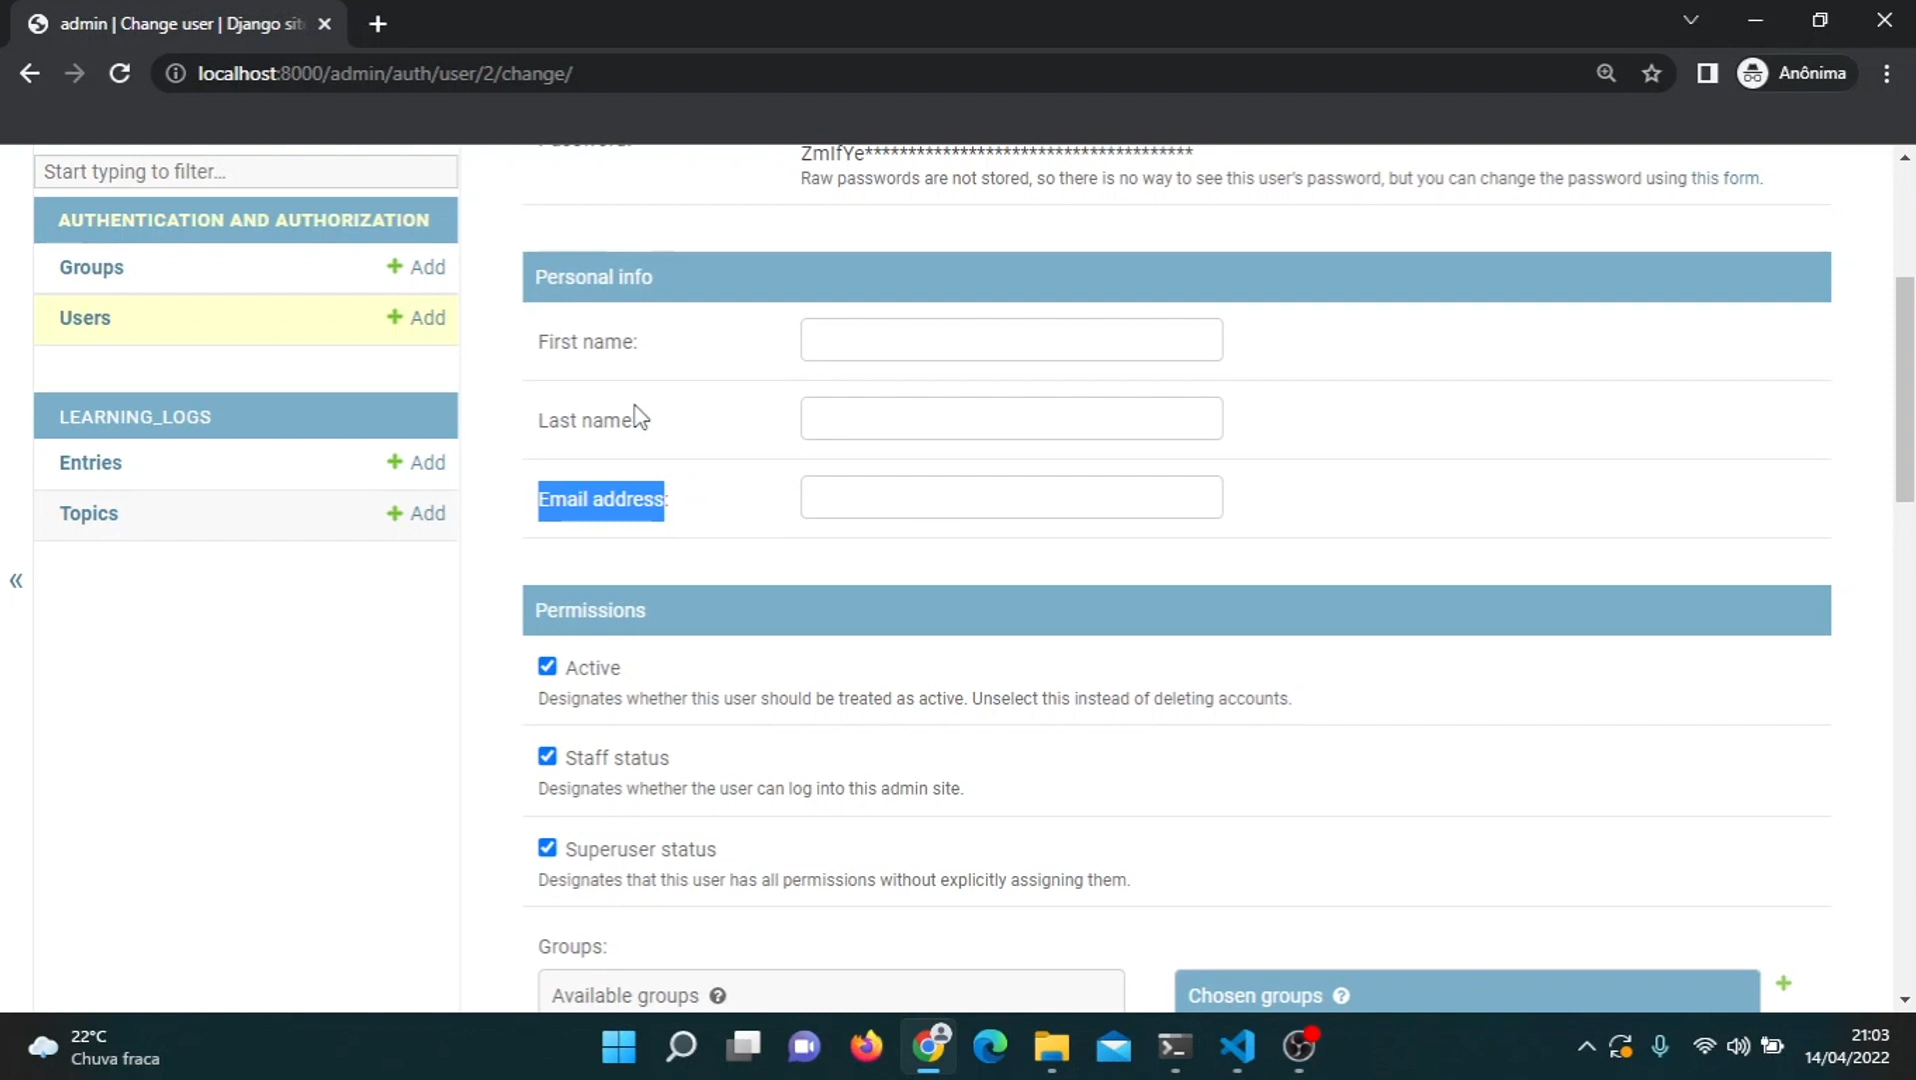 admin | Change user | Django sit
localhost:8000/admin/auth/user/2/change/
Anônima
Start typing to filter...
AUTHENTICATION AND AUTHORIZATION
Groups
+ Add
Users
+ Add
LEARNING_LOGS
Entries
+ Add
Topics
+ Add
«
ZmIfYe**************************************
Raw passwords are not stored, so there is no way to see this user's password, but you can change the password using this form.
Personal info
First name:
Last name:
Email address:
Permissions
Active
Designates whether this user should be treated as active. Unselect this instead of deleting accounts.
Staff status
Designates whether the user can log into this admin site.
Superuser status
Designates that this user has all permissions without explicitly assigning them.
Groups:
Available groups ?
Chosen groups ?
22°C
Chuva fraca
21:03
14/04/2022